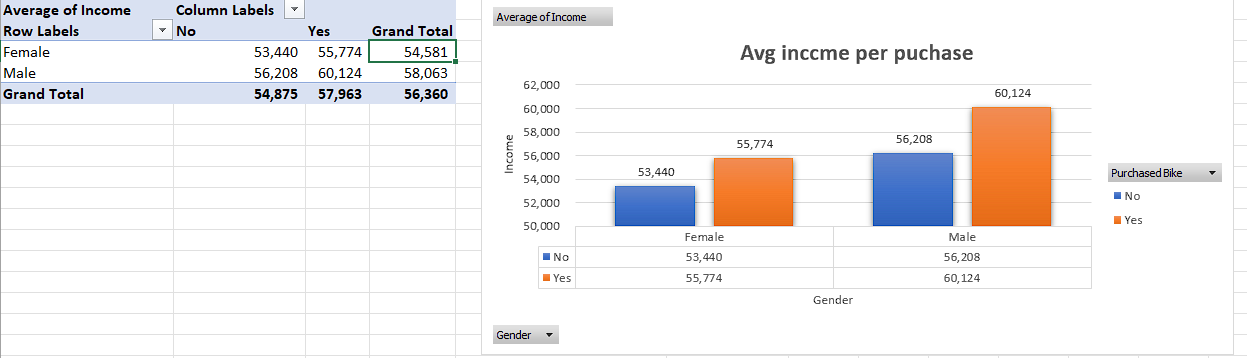 Average of Income Column Labels
Row Labels No Yes Grand Total
Female 53,440 55,774 54,581
Male 56,208 60,124 58,063
Grand Total 54,875 57,963 56,360
Average of Income
Avg inccme per puchase
62,000
60,000
58,000
56,000
54,000
52,000
50,000
Income
53,440
55,774
56,208
60,124
Female Male
No 53,440 56,208
Yes 55,774 60,124
Gender
Purchased Bike
No
Yes
Gender